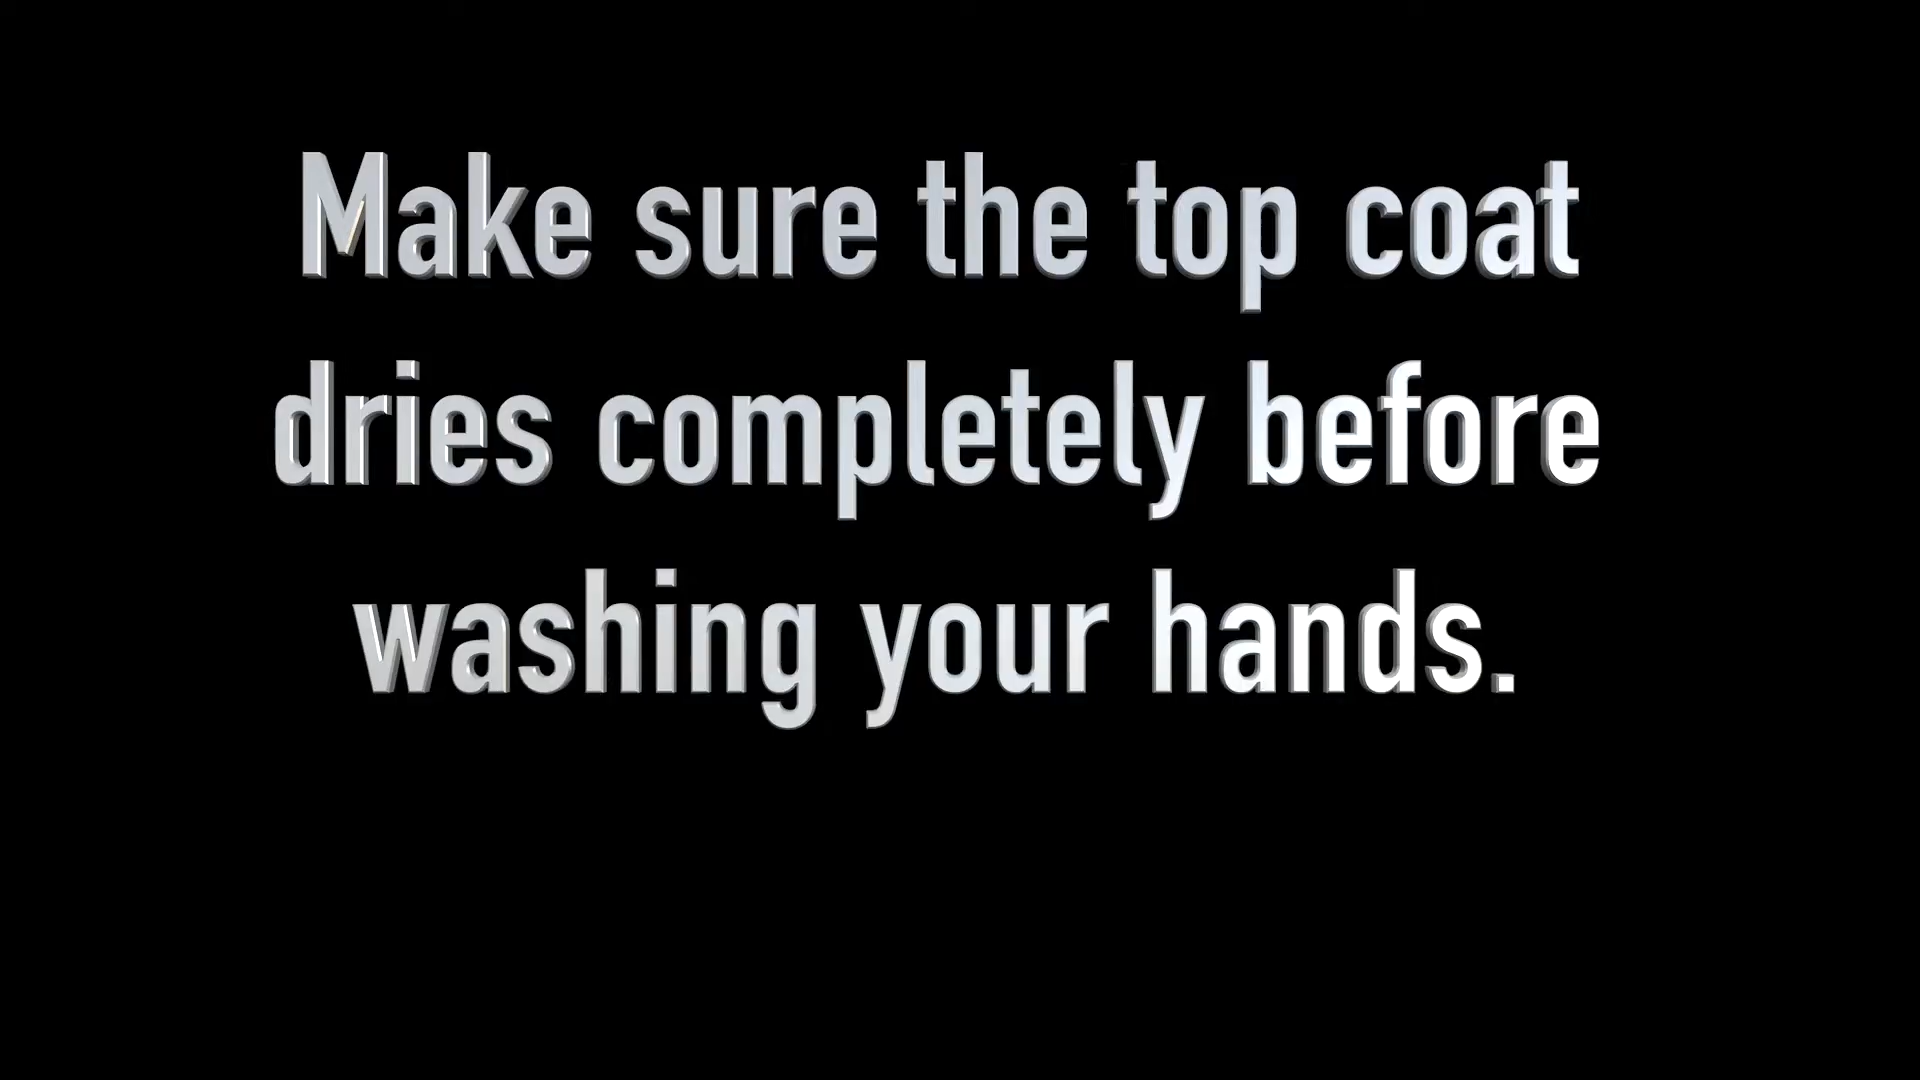 Make sure the top coat
dries completely before
washing your hands.